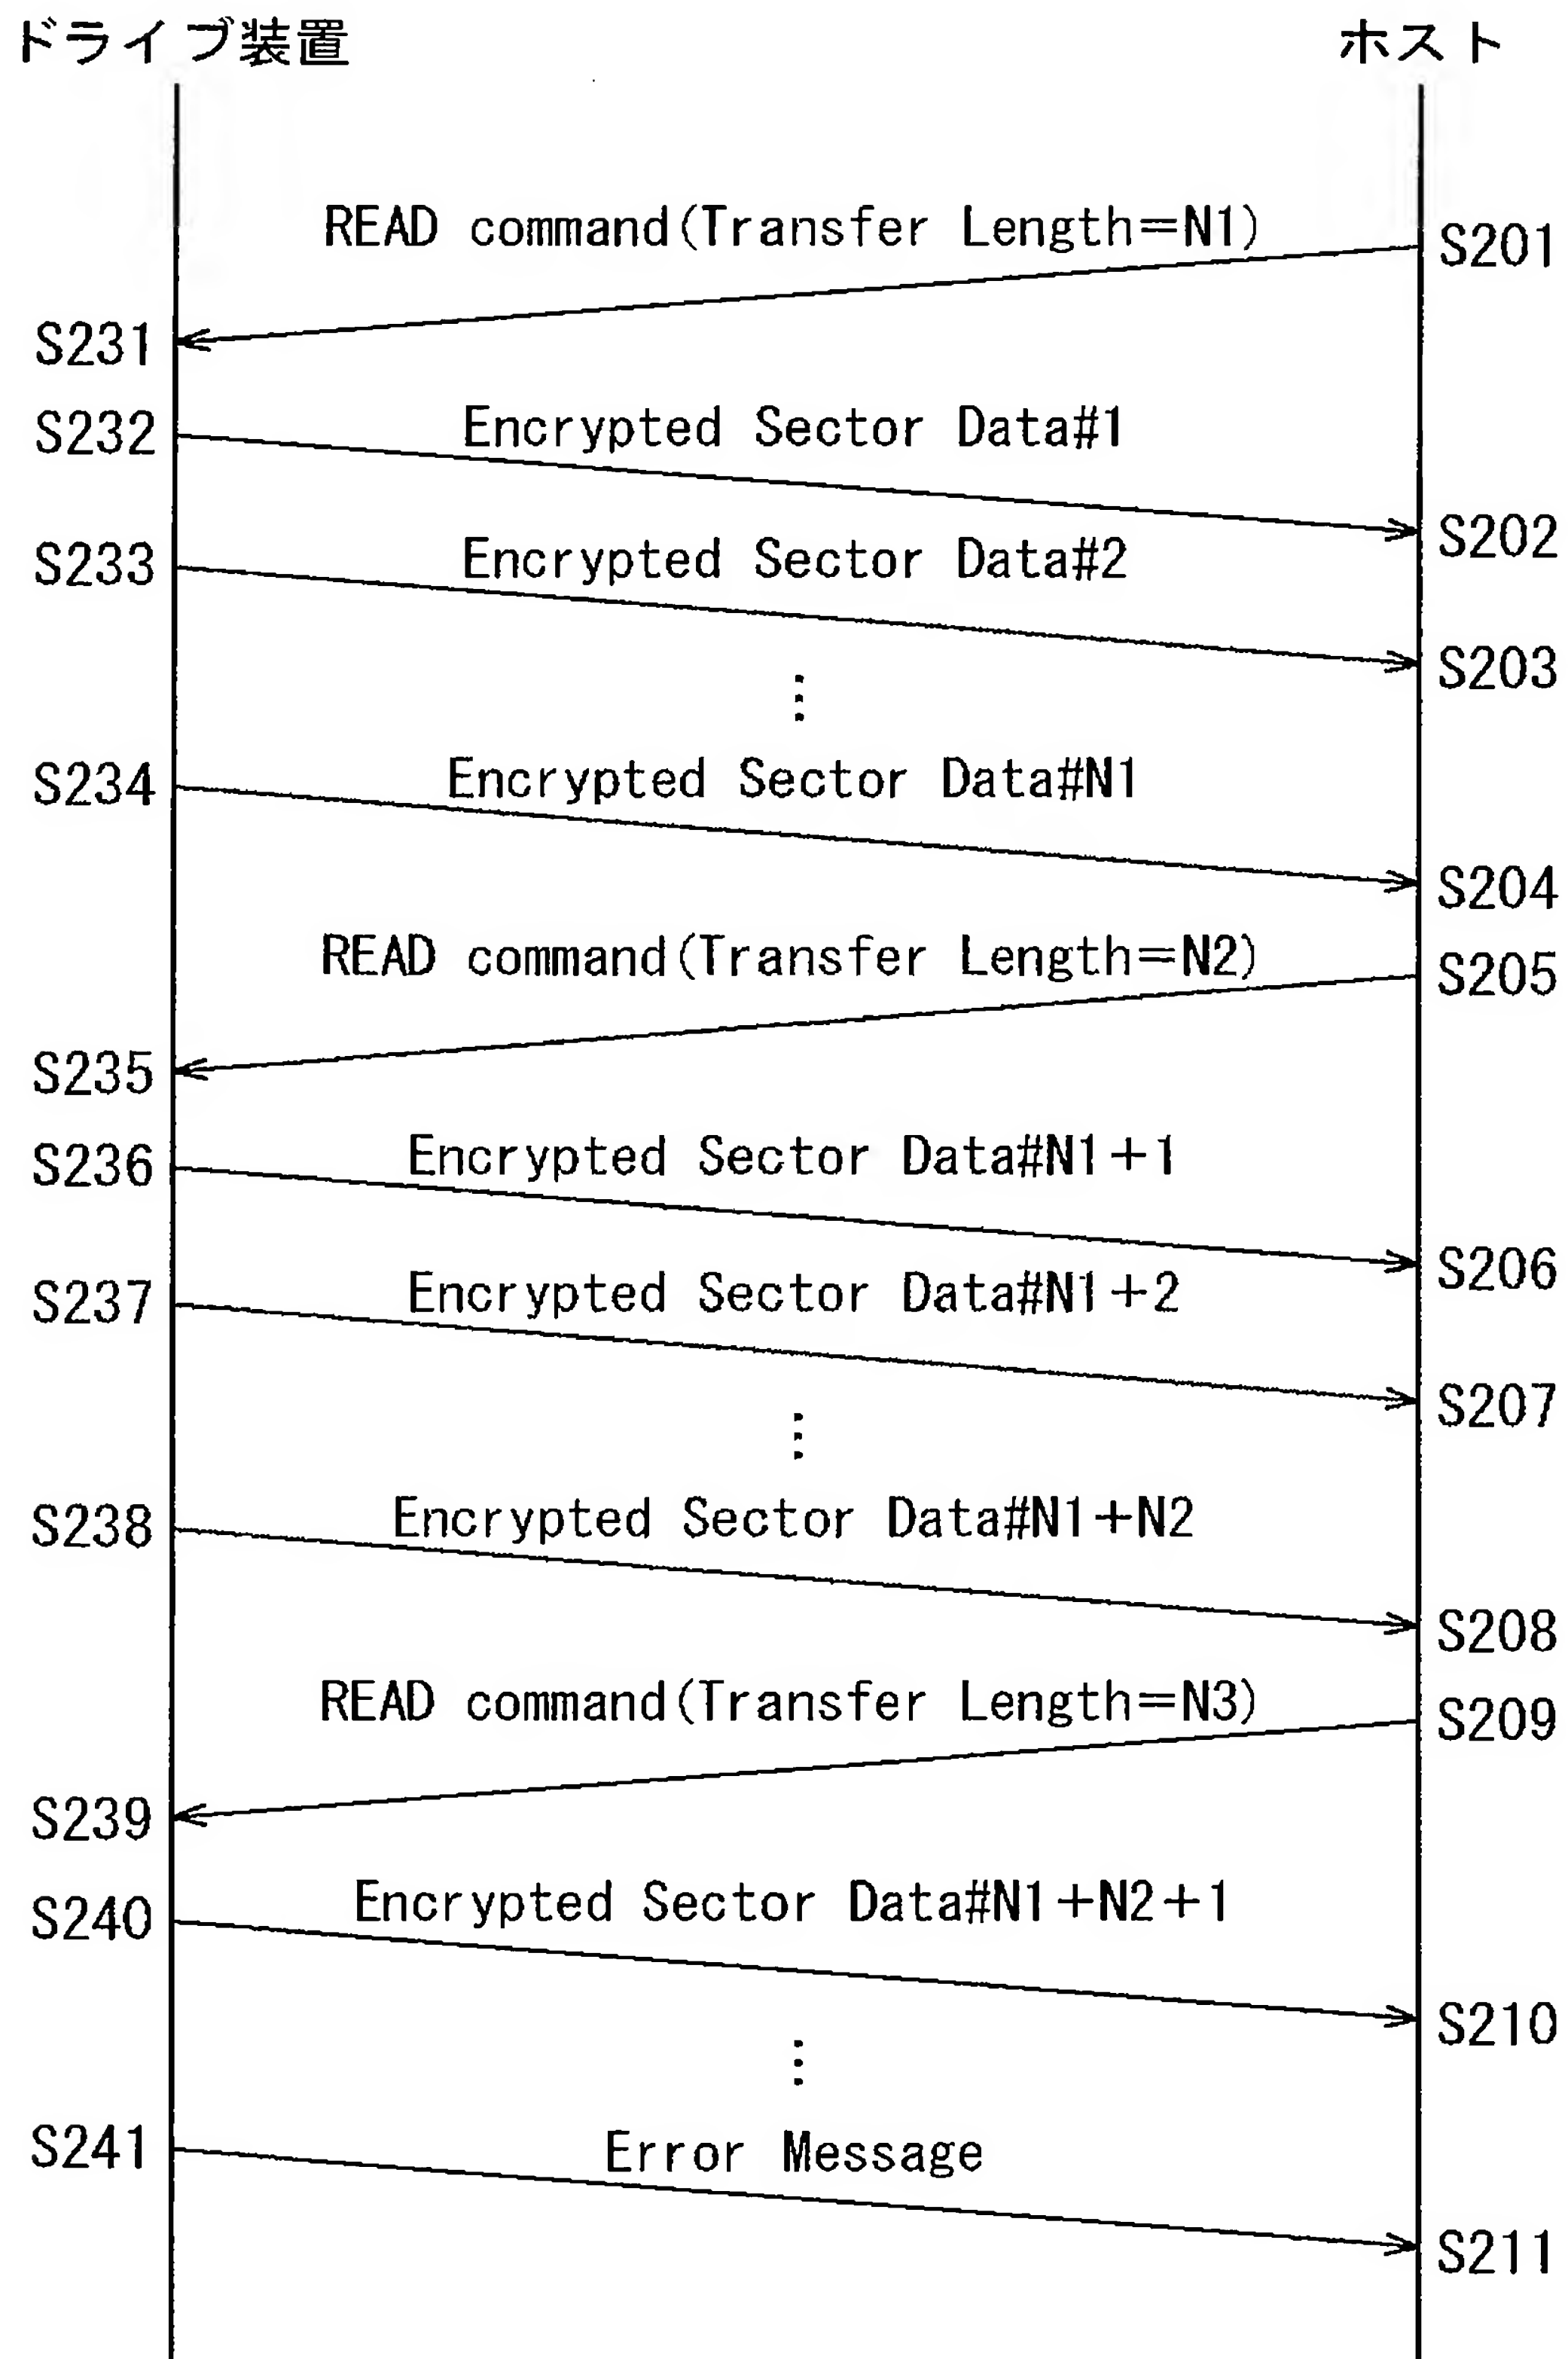 ドライブ装置
ホスト
READ command(Transfer Length=N1)
S201
S231
S232
Encrypted Sector Data#1
S202
S233
Encrypted Sector Data#2
S203
⋮
S234
Encrypted Sector Data#N1
S204
READ command(Transfer Length=N2)
S205
S235
S236
Encrypted Sector Data#N1+1
S206
S237
Encrypted Sector Data#N1+2
S207
⋮
S238
Encrypted Sector Data#N1+N2
S208
READ command(Transfer Length=N3)
S209
S239
S240
Encrypted Sector Data#N1+N2+1
S210
⋮
S241
Error Message
S211